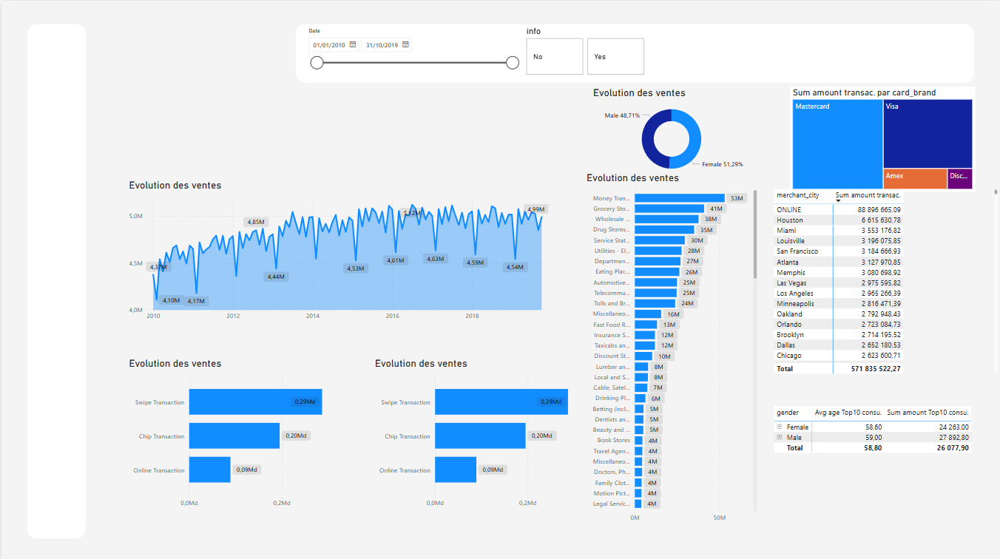 Date
01/01/2010
31/10/2019
info
No
Yes
Evolution des ventes
Male 48,71%
Female 51,29%
Sum amount transac. par card_brand
Mastercard
Visa
Amex
Disc...
Evolution des ventes
5,0M
4,5M
4,0M
4,37M
4,10M
4,17M
4,85M
4,44M
4,53M
4,61M
5,12M
4,63M
4,59M
4,54M
4,99M
2010
2012
2014
2016
2018
Evolution des ventes
Money Tran... 53M
Grocery Sto... 41M
Wholesale ... 38M
Drug Stores... 35M
Service Stat... 30M
Utilities - El... 28M
Departmen... 27M
Eating Plac... 26M
Automotive... 25M
Telecommu... 25M
Tolls and Br... 24M
Miscellaneo... 16M
Fast Food R... 13M
Insurance S... 12M
Taxicabs an... 12M
Discount St... 10M
Lumber an... 8M
Local and S... 8M
Cable, Satel... 7M
Drinking Pl... 6M
Betting (incl... 5M
Dentists an... 5M
Beauty and ... 5M
Book Stores 4M
Travel Agen... 4M
Miscellaneo... 4M
Doctors, Ph... 4M
Family Clot... 4M
Motion Pict... 4M
Legal Servic... 4M
0M
50M
merchant_city Sum amount transac.
ONLINE 88 896 665,09
Houston 6 615 630,78
Miami 3 553 176,82
Louisville 3 196 075,85
San Francisco 3 184 666,93
Atlanta 3 127 970,85
Memphis 3 080 698,92
Las Vegas 2 975 595,82
Los Angeles 2 965 266,39
Minneapolis 2 816 471,39
Oakland 2 792 948,43
Orlando 2 723 084,73
Brooklyn 2 714 195,52
Dallas 2 652 180,53
Chicago 2 623 600,71
Total 571 835 522,27
Evolution des ventes
Swipe Transaction 0,29Md
Chip Transaction 0,20Md
Online Transaction 0,09Md
0,0Md
0,2Md
Evolution des ventes
Swipe Transaction 0,29Md
Chip Transaction 0,20Md
Online Transaction 0,09Md
0,0Md
0,2Md
gender Avg age Top10 consu. Sum amount Top10 consu.
Female 58,60 24 263,00
Male 59,00 27 892,80
Total 58,80 26 077,90